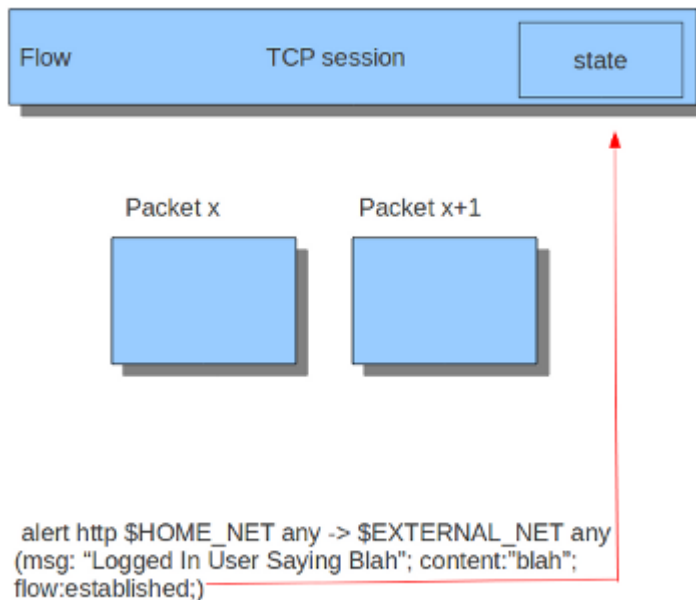 Flow TCP session state
Packet x Packet x+1
alert http $HOME_NET any -> $EXTERNAL_NET any
(msg: “Logged In User Saying Blah"; content:"blah";
flow:established;)